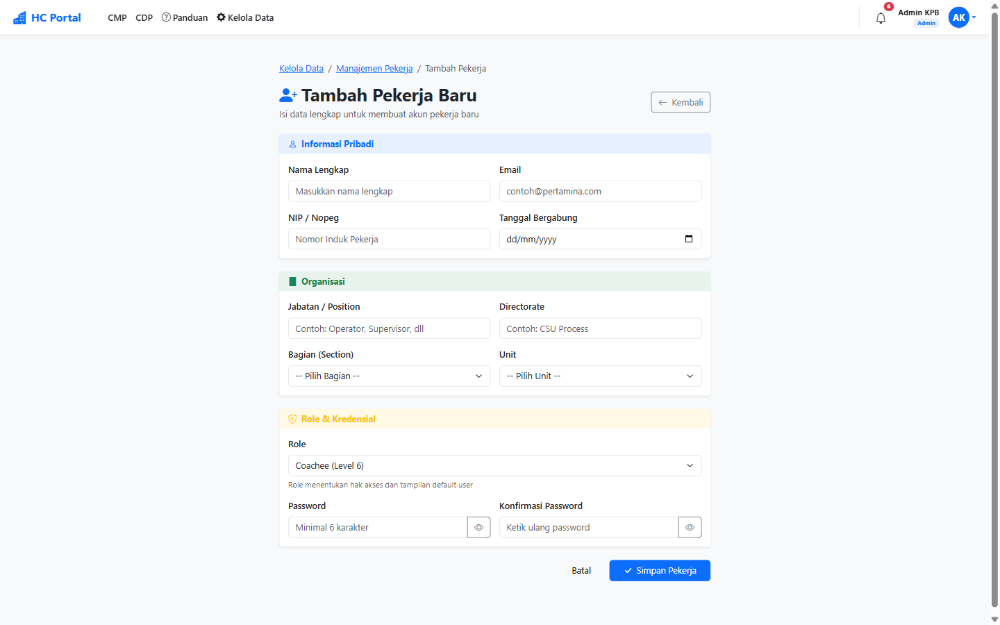 HC Portal
CMP CDP Panduan Kelola Data
6
Admin KPB
Admin
AK
Kelola Data / Manajemen Pekerja / Tambah Pekerja
Tambah Pekerja Baru
Isi data lengkap untuk membuat akun pekerja baru
Kembali
Informasi Pribadi
Nama Lengkap
Masukkan nama lengkap
Email
contoh@pertamina.com
NIP / Nopeg
Nomor Induk Pekerja
Tanggal Bergabung
dd/mm/yyyy
Organisasi
Jabatan / Position
Contoh: Operator, Supervisor, dll
Directorate
Contoh: CSU Process
Bagian (Section)
-- Pilih Bagian --
Unit
-- Pilih Unit --
Role & Kredensial
Role
Coachee (Level 6)
Role menentukan hak akses dan tampilan default user
Password
Minimal 6 karakter
Konfirmasi Password
Ketik ulang password
Batal
Simpan Pekerja